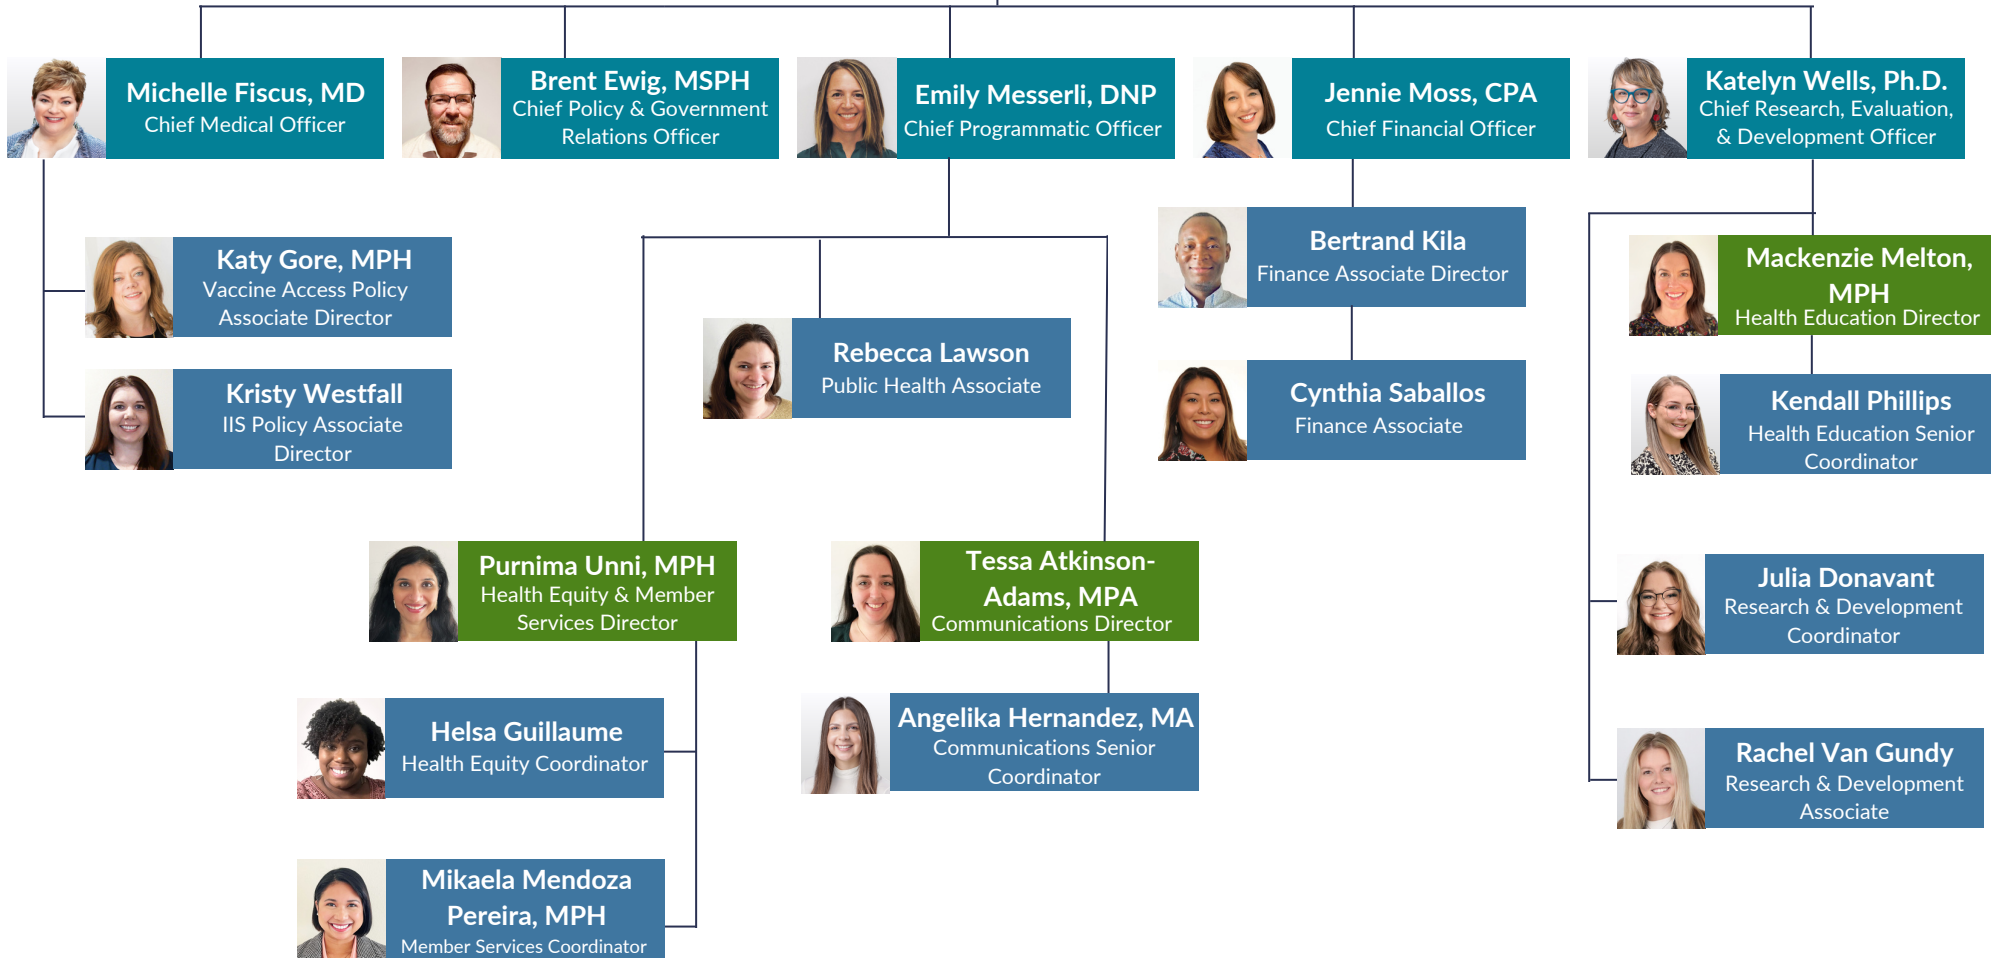 Michelle Fiscus, MD
Chief Medical Officer
Brent Ewig, MSPH
Chief Policy & Government
Relations Officer
Emily Messerli, DNP
Chief Programmatic Officer
Jennie Moss, CPA
Chief Financial Officer
Katelyn Wells, Ph.D.
Chief Research, Evaluation,
& Development Officer
Katy Gore, MPH
Vaccine Access Policy
Associate Director
Kristy Westfall
IIS Policy Associate
Director
Rebecca Lawson
Public Health Associate
Bertrand Kila
Finance Associate Director
Cynthia Saballos
Finance Associate
Mackenzie Melton,
MPH
Health Education Director
Kendall Phillips
Health Education Senior
Coordinator
Purnima Unni, MPH
Health Equity & Member
Services Director
Tessa Atkinson-
Adams, MPA
Communications Director
Julia Donavant
Research & Development
Coordinator
Helsa Guillaume
Health Equity Coordinator
Angelika Hernandez, MA
Communications Senior
Coordinator
Rachel Van Gundy
Research & Development
Associate
Mikaela Mendoza
Pereira, MPH
Member Services Coordinator